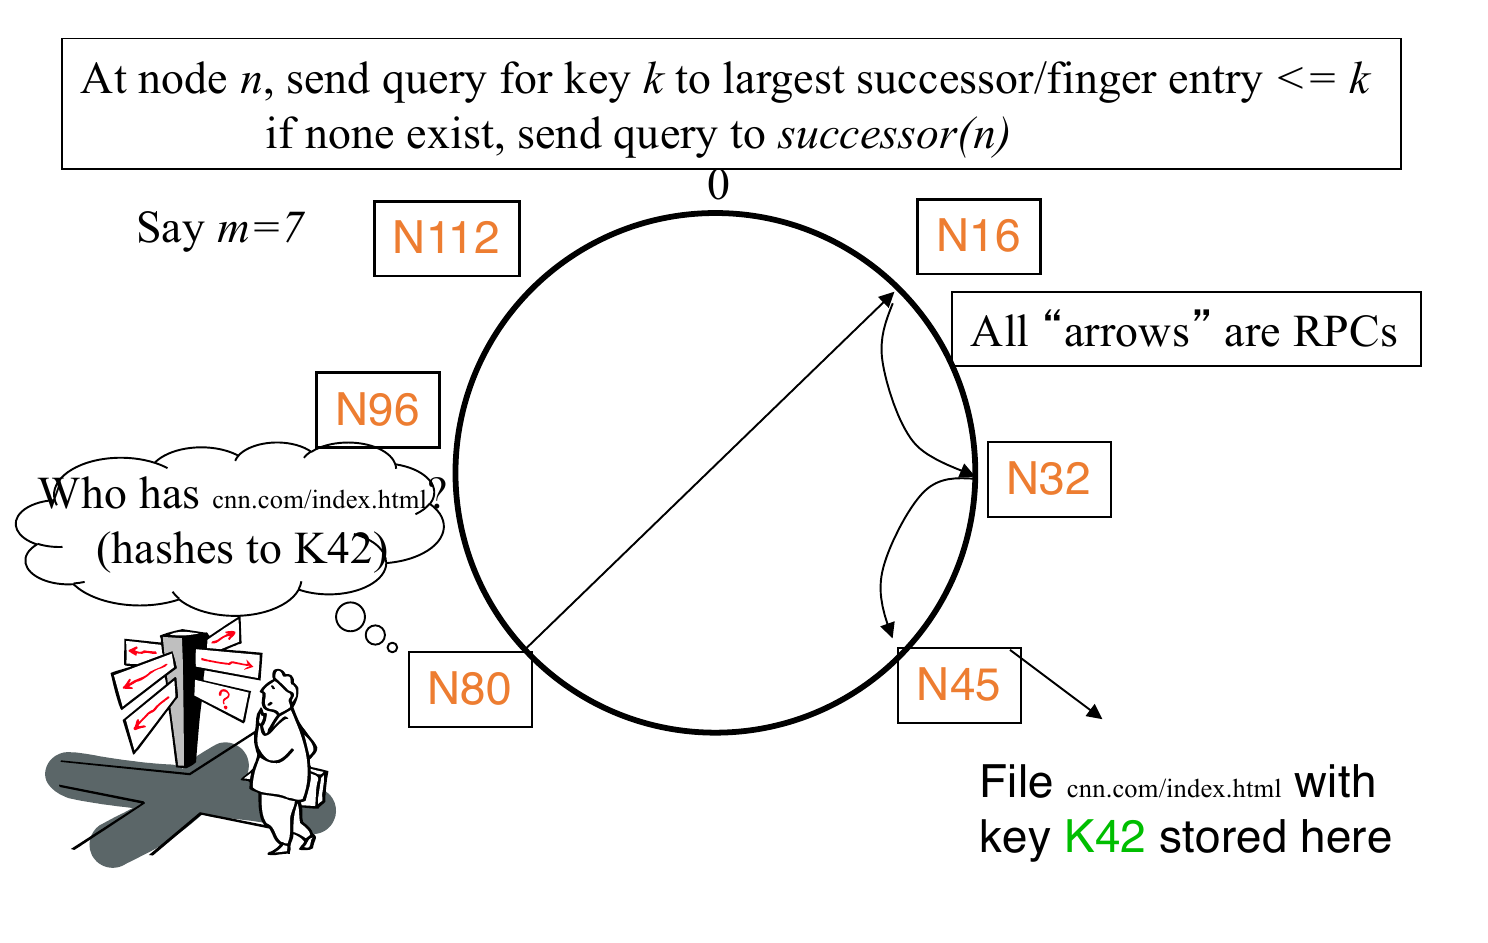 At node n, send query for key k to largest successor/finger entry <= k
if none exist, send query to successor(n)
0
Say m=7
N112
N16
All “arrows” are RPCs
N96
N32
Who has cnn.com/index.html?
(hashes to K42)
N80
N45
?
File cnn.com/index.html with
key K42 stored here